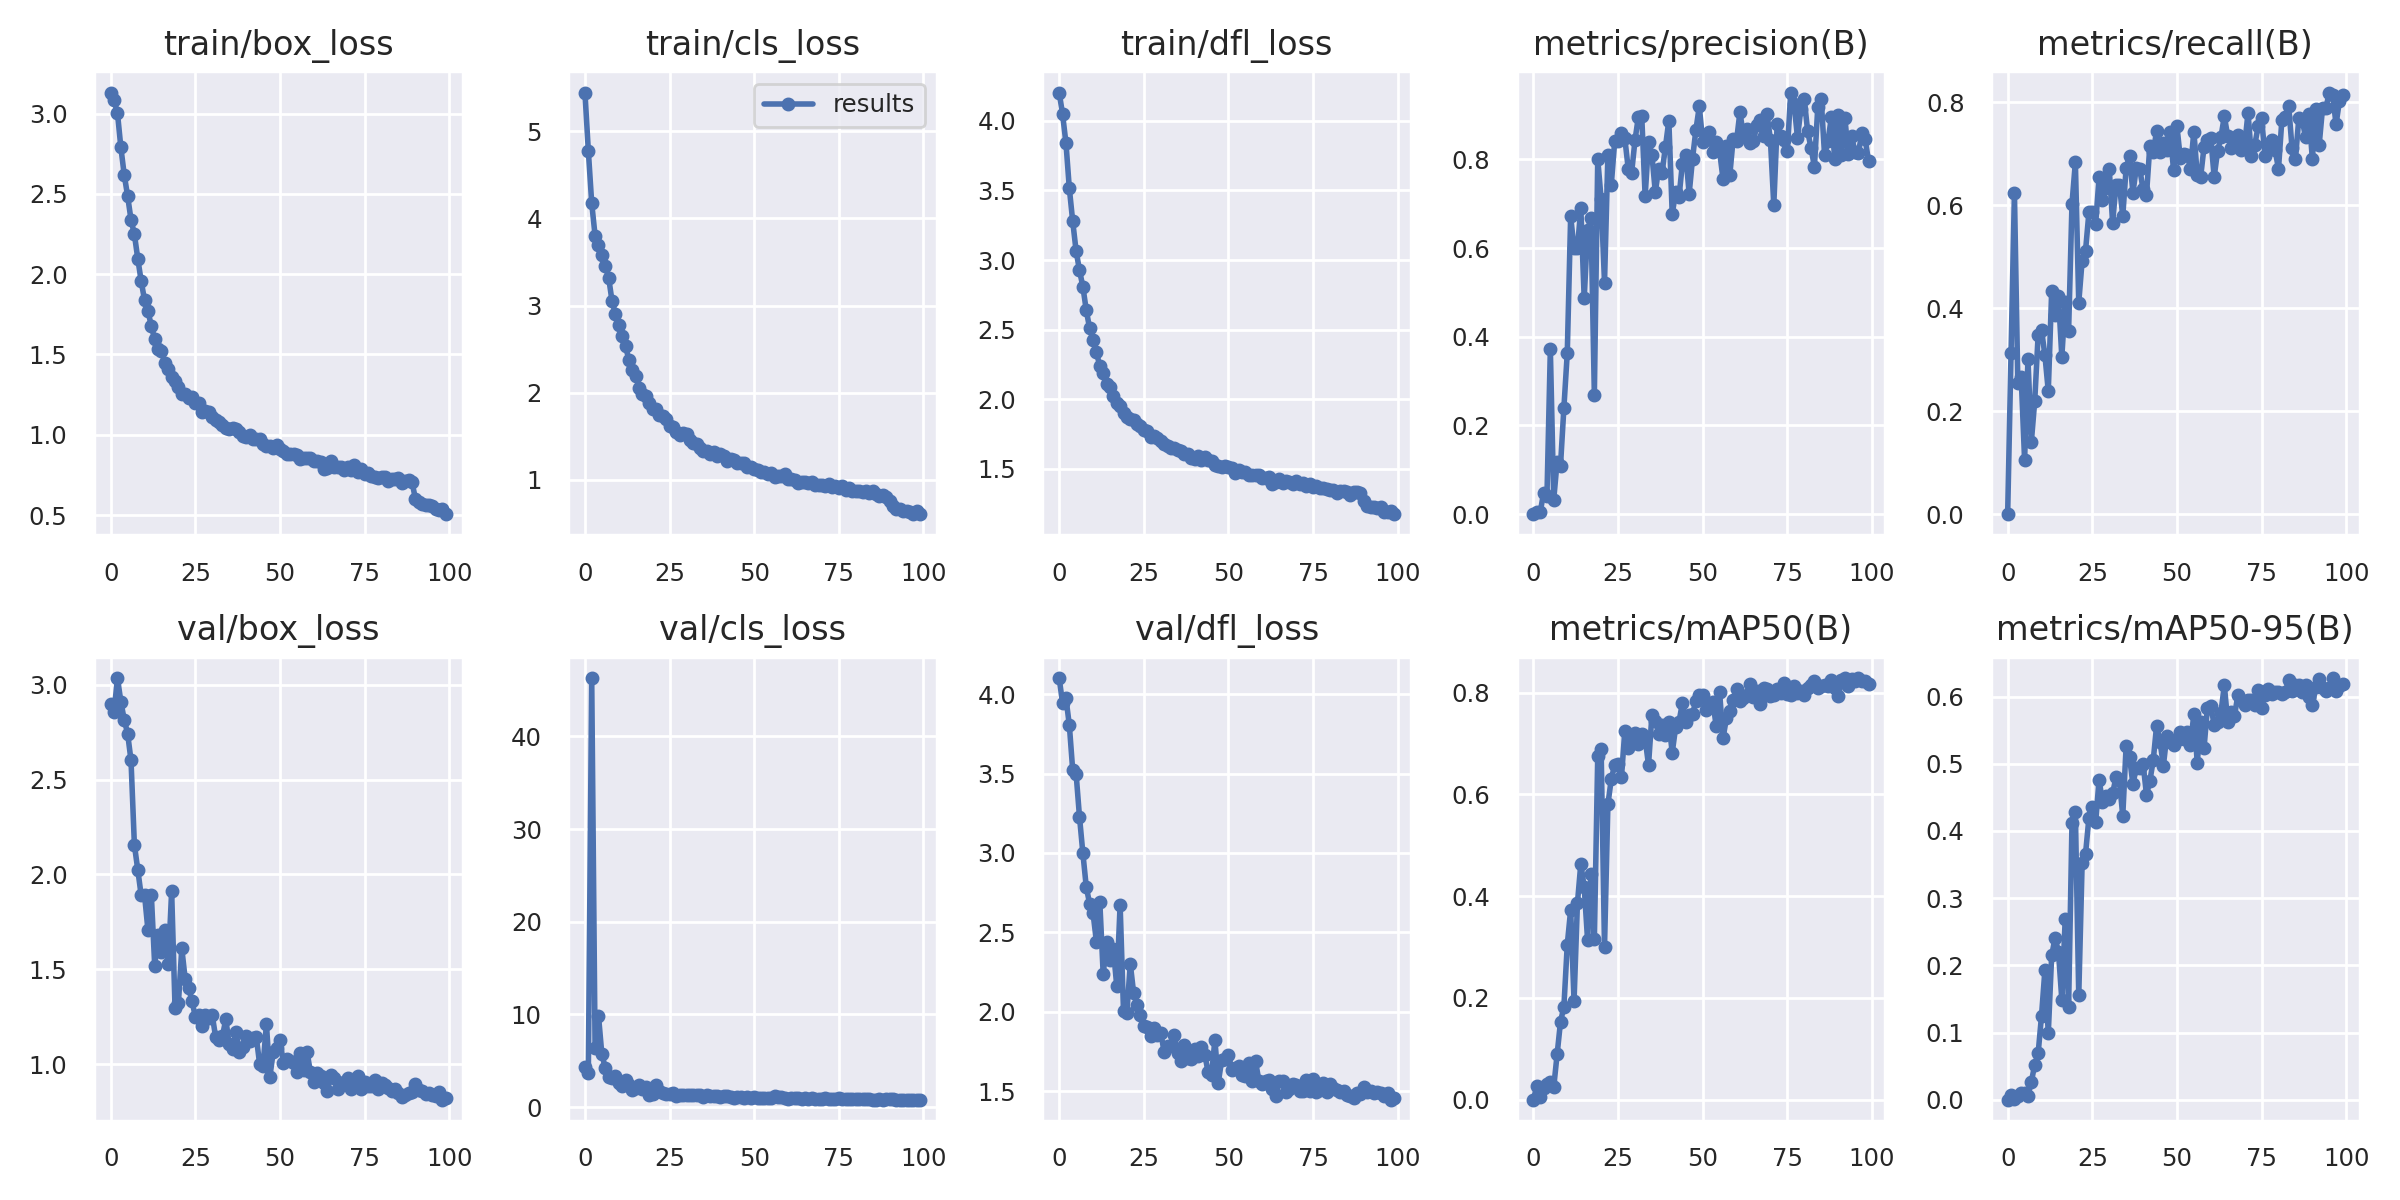 train/box_loss
train/cls_loss
train/dfl_loss
metrics/precision(B)
metrics/recall(B)
3.0
2.5
2.0
1.5
1.0
0.5
0 25 50 75 100
results
5
4
3
2
1
0 25 50 75 100
4.0
3.5
3.0
2.5
2.0
1.5
0 25 50 75 100
0.8
0.6
0.4
0.2
0.0
0 25 50 75 100
0.8
0.6
0.4
0.2
0.0
0 25 50 75 100
val/box_loss
val/cls_loss
val/dfl_loss
metrics/mAP50(B)
metrics/mAP50-95(B)
3.0
2.5
2.0
1.5
1.0
0 25 50 75 100
40
30
20
10
0
0 25 50 75 100
4.0
3.5
3.0
2.5
2.0
1.5
0 25 50 75 100
0.8
0.6
0.4
0.2
0.0
0 25 50 75 100
0.6
0.5
0.4
0.3
0.2
0.1
0.0
0 25 50 75 100